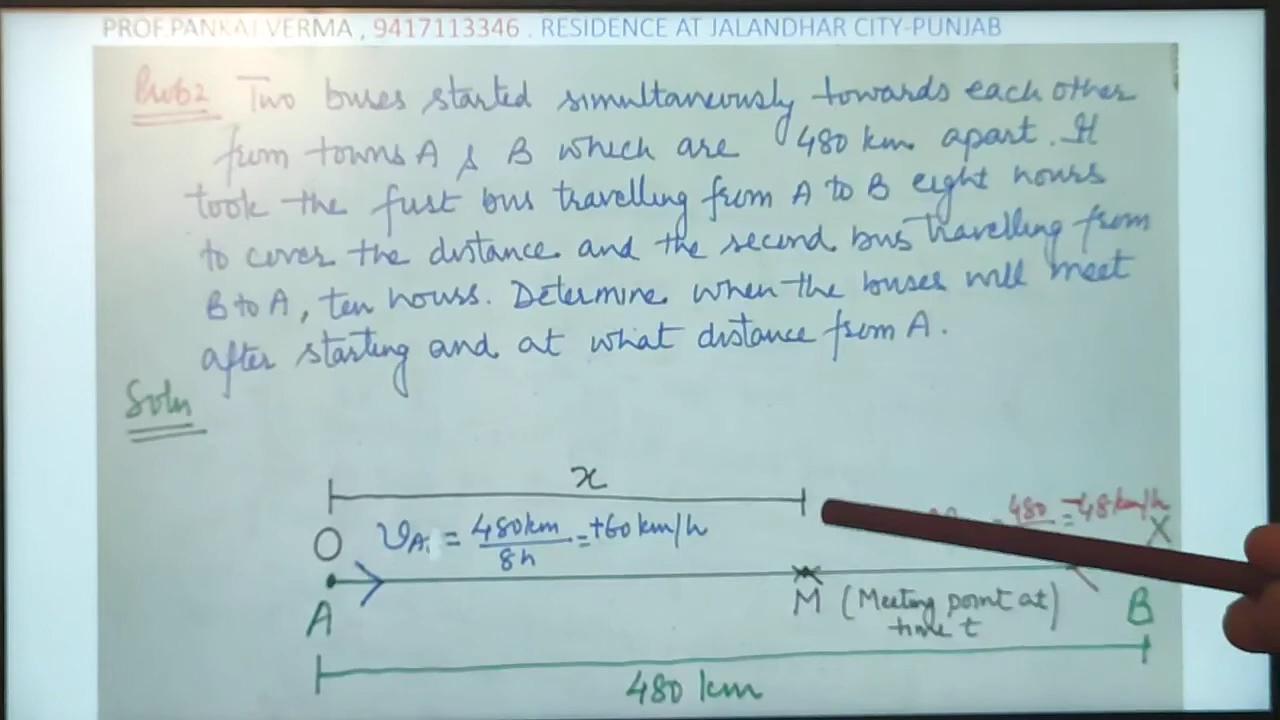 PROF.PANKAJ VERMA , 9417113346 . RESIDENCE AT JALANDHAR CITY-PUNJAB
Prob2 Two buses started simultaneously towards each other
from towns A & B which are 480 km apart. It
took the first bus travelling from A to B eight hours
to cover the distance and the second bus travelling from
B to A, ten hours. Determine when the buses will meet
after starting and at what distance from A.
Soln
x
O
VA = 480km / 8h = +60 km/h
= 480 = -48 km/h
X
A
M (Meeting point at
time t)
B
480 km